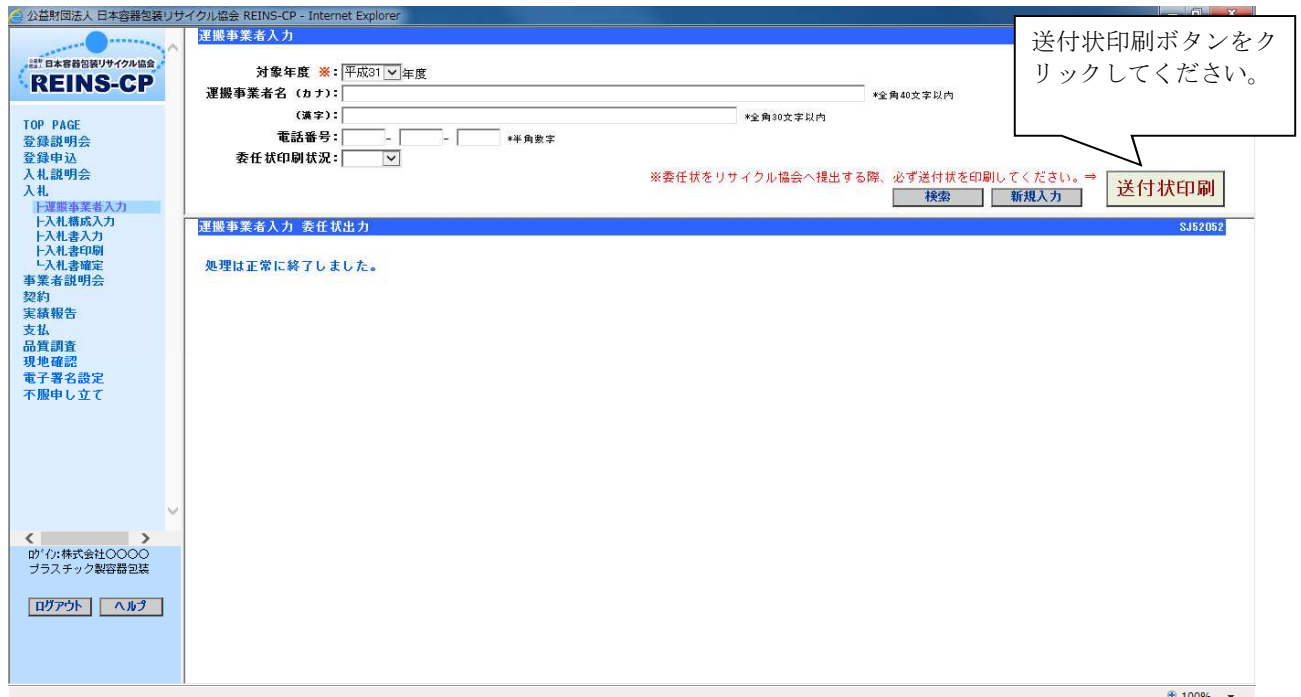 公益財団法人 日本容器包装リサイクル協会 REINS-CP - Internet Explorer
送付状印刷ボタンをク
リックしてください。
日本容器包装リサイクル協会
REINS-CP
TOP PAGE
登録説明会
登録申込
入札説明会
入札
├運搬事業者入力
├入札構成入力
├入札書入力
├入札書印刷
└入札書確定
事業者説明会
契約
実績報告
支払
品質調査
現地確認
電子署名設定
不服申し立て
ログイン:株式会社〇〇〇〇
プラスチック製容器包装
ログアウト ヘルプ
運搬事業者入力
対象年度 ※: 平成31 年度
運搬事業者名 (カナ): *全角40文字以内
(漢字): *全角30文字以内
電話番号: - - *半角数字
委任状印刷状況:
※委任状をリサイクル協会へ提出する際、必ず送付状を印刷してください。⇒
送付状印刷
検索 新規入力
運搬事業者入力 委任状出力 SJ52052
処理は正常に終了しました。
100%